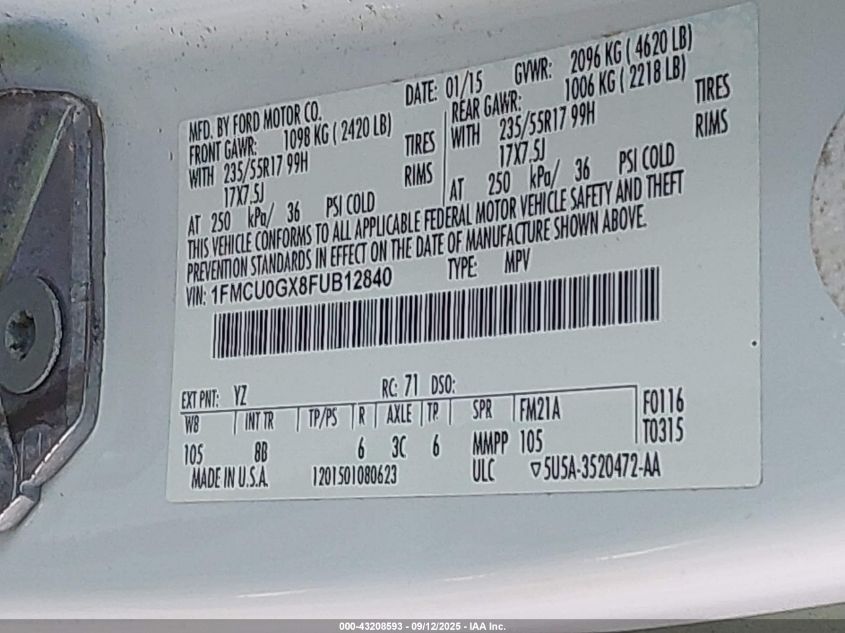 MFD. BY FORD MOTOR CO.
DATE: 01/15 GVWR: 2096 KG ( 4620 LB)
FRONT GAWR: 1098 KG ( 2420 LB)
WITH 235/55R17 99H TIRES
17X7.5J RIMS
AT 250 kPa/ 36 PSI COLD
REAR GAWR: 1006 KG ( 2218 LB)
WITH 235/55R17 99H TIRES
17X7.5J RIMS
AT 250 kPa/ 36 PSI COLD
THIS VEHICLE CONFORMS TO ALL APPLICABLE FEDERAL MOTOR VEHICLE SAFETY AND THEFT
PREVENTION STANDARDS IN EFFECT ON THE DATE OF MANUFACTURE SHOWN ABOVE.
VIN: 1FMCU0GX8FUB12840 TYPE: MPV
EXT PNT: YZ RC: 71 DSO:
WB INT TR TP/PS R AXLE TR SPR FM21A F0116
105 8B 6 3C 6 MMPP 105 T0315
MADE IN U.S.A. 1201501080623 ULC ▽5U5A-3520472-AA
000-43208593 - 09/12/2025 - IAA Inc.